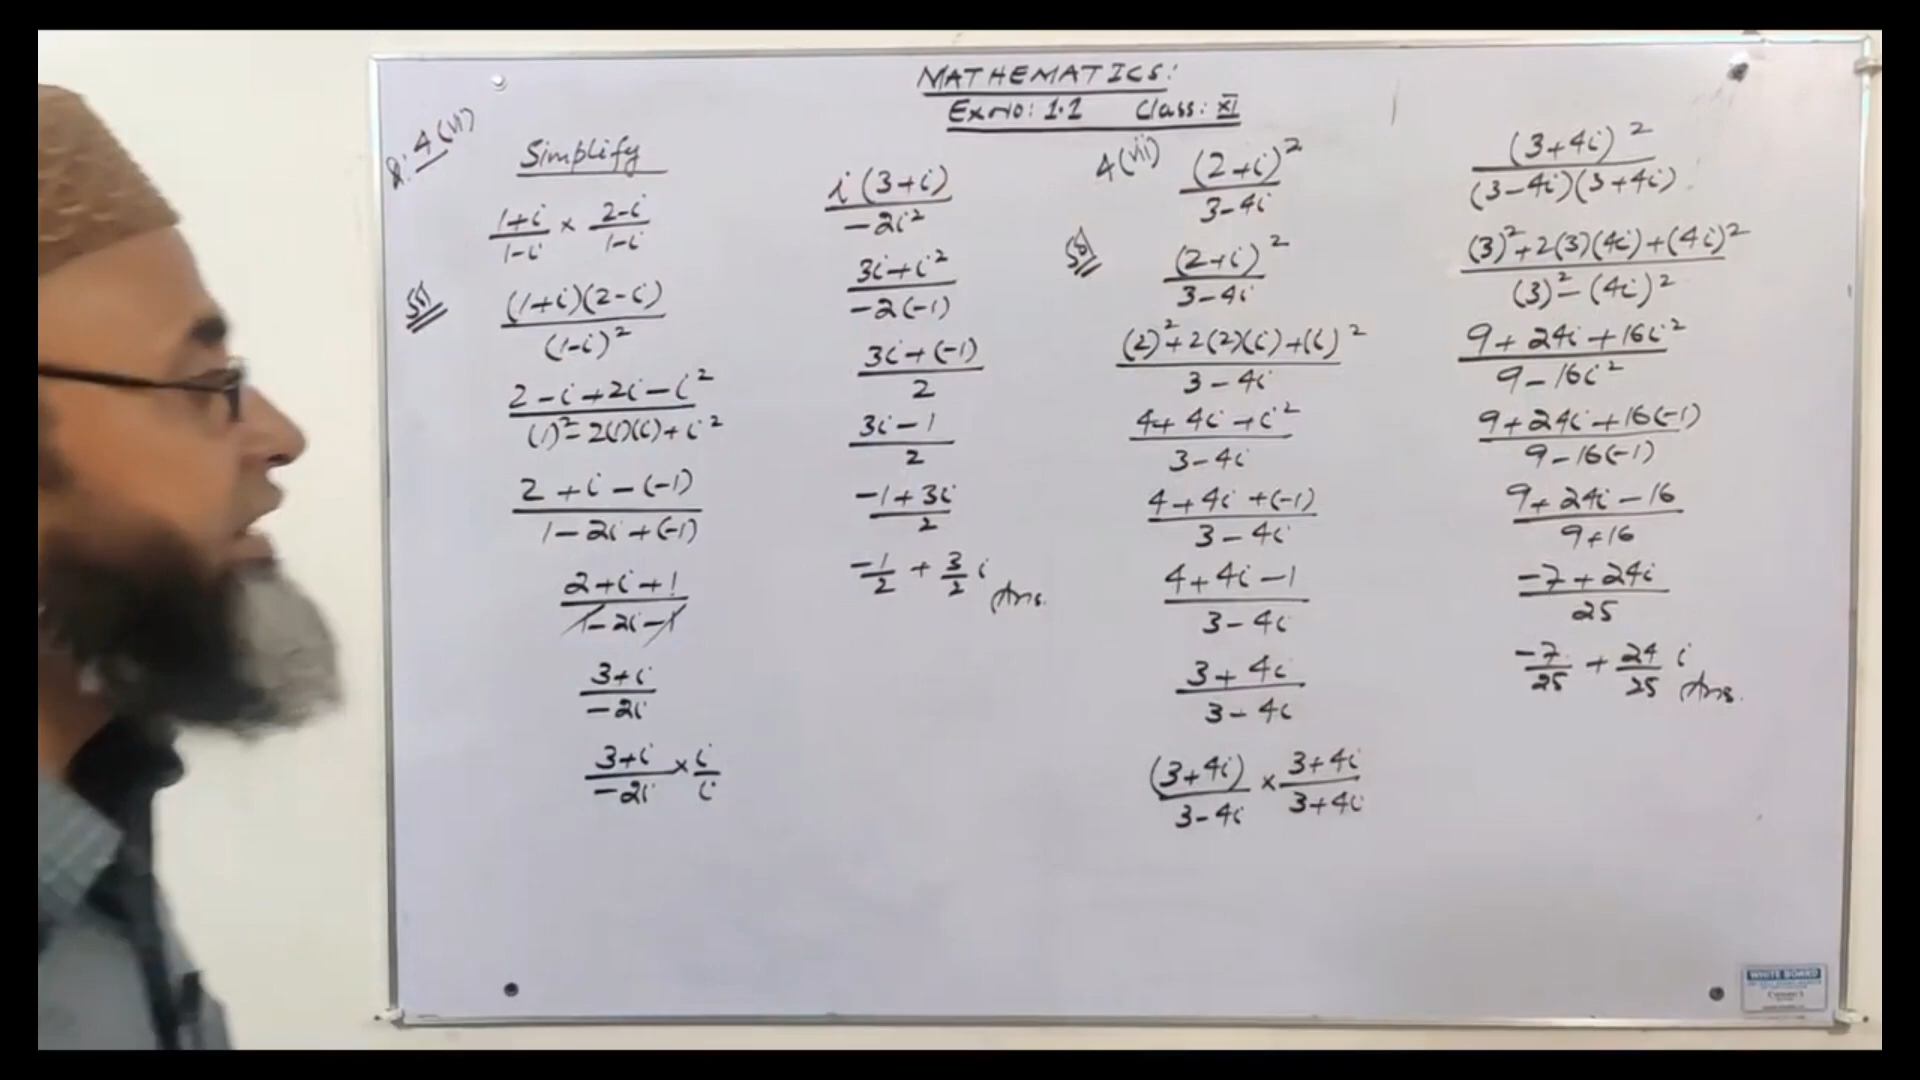 MATHEMATICS:
Ex No: 1.1 Class: XI
Q: 4(vi)
Simplify
1+i/1-i × 2-i/1-i
Sol
(1+i)(2-i)/(1-i)²
2-i+2i-i²/(1)²-2(1)(i)+i²
2+i-(-1)/1-2i+(-1)
2+i+1/1-2i-1
3+i/-2i
3+i/-2i × i/i
i(3+i)/-2i²
3i+i²/-2(-1)
3i+(-1)/2
3i-1/2
-1+3i/2
-1/2 + 3/2 i Ans.
4(vii) (2+i)²/3-4i
Sol (2+i)²/3-4i
(2)²+2(2)(i)+(i)²/3-4i
4+4i+i²/3-4i
4+4i+(-1)/3-4i
4+4i-1/3-4i
3+4i/3-4i
(3+4i)/3-4i × 3+4i/3+4i
(3+4i)²/(3-4i)(3+4i)
(3)²+2(3)(4i)+(4i)²/(3)²-(4i)²
9+24i+16i²/9-16i²
9+24i+16(-1)/9-16(-1)
9+24i-16/9+16
-7+24i/25
-7/25 + 24/25 i Ans.
WHITE BOARD